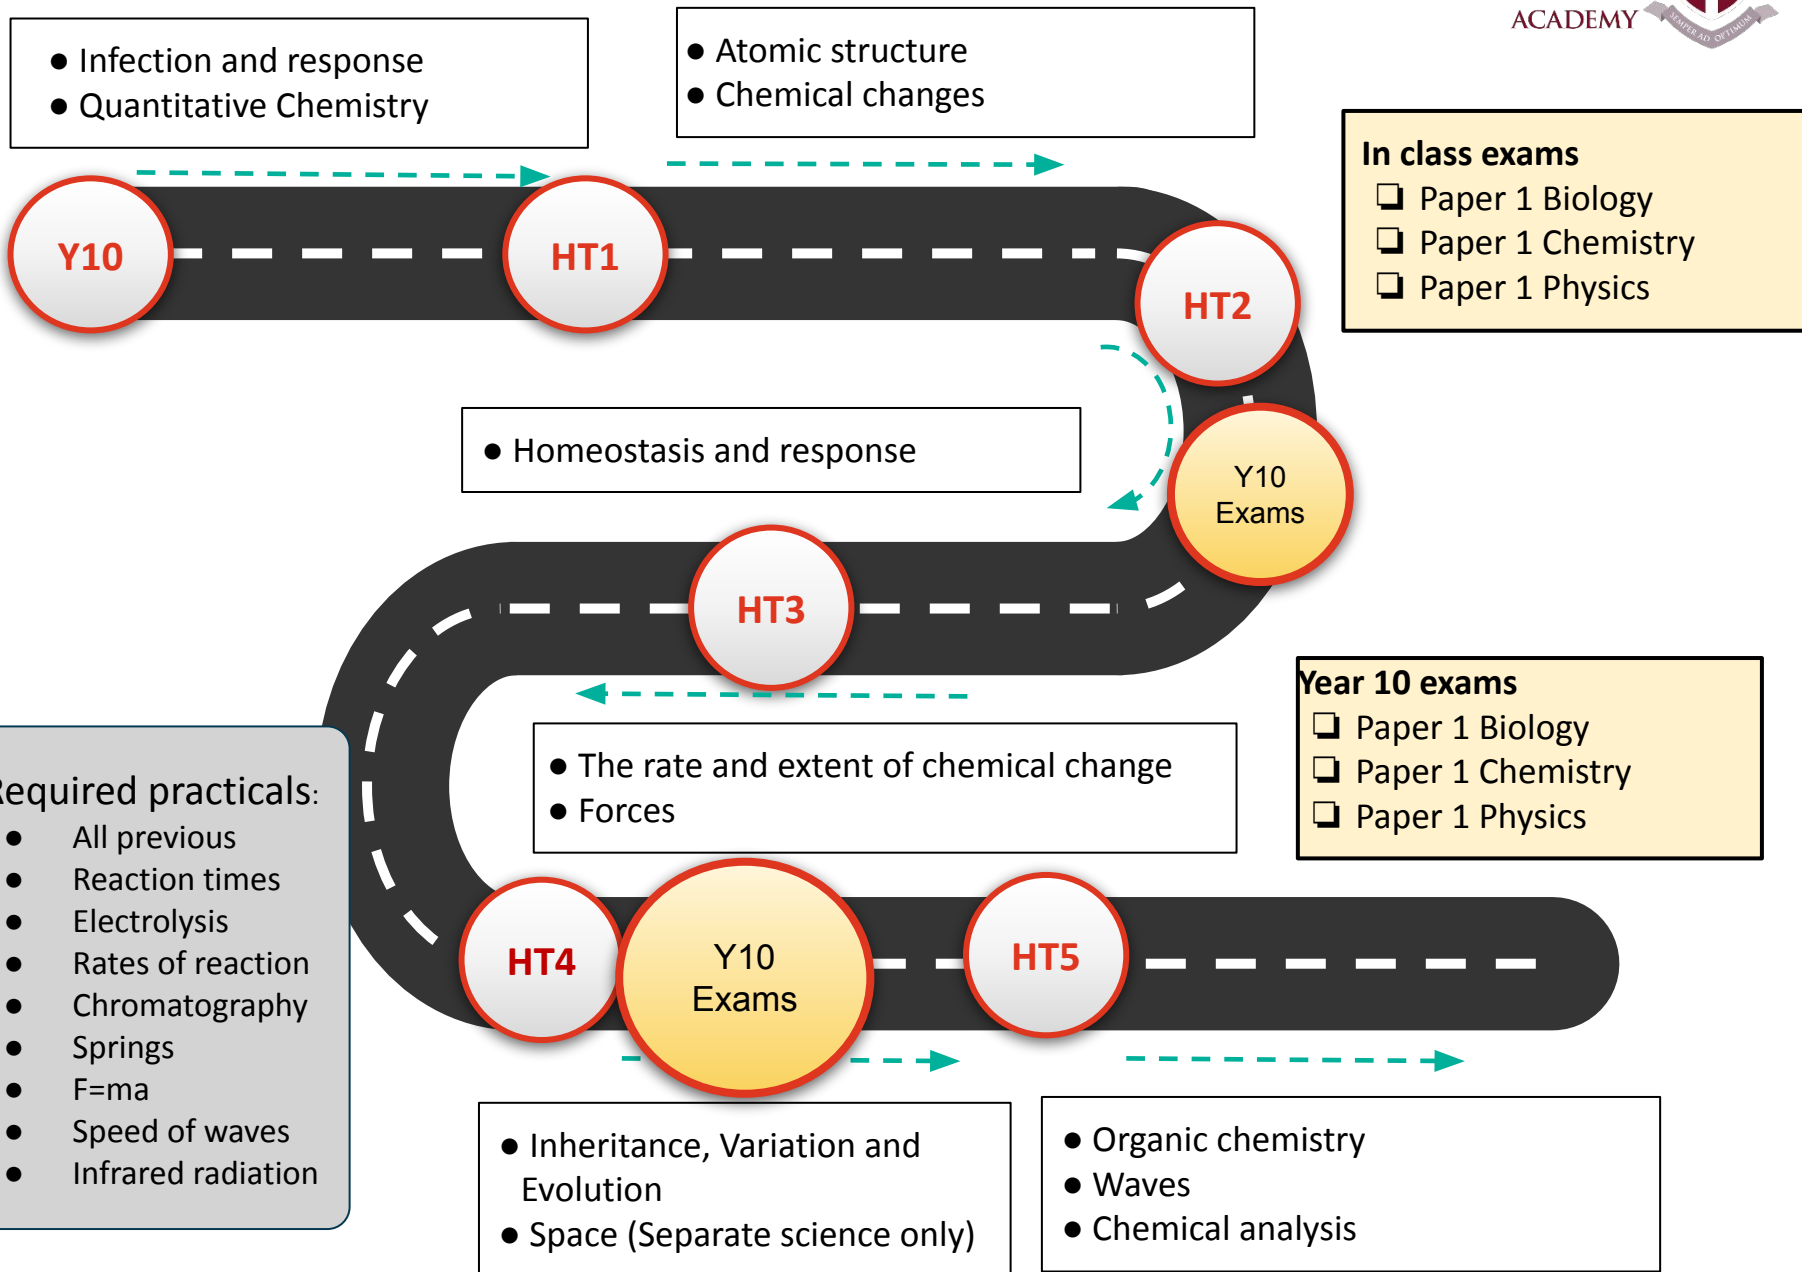 ACADEMY
SEMPER AD OPTIMUM
● Infection and response
● Quantitative Chemistry
● Atomic structure
● Chemical changes
In class exams
❏ Paper 1 Biology
❏ Paper 1 Chemistry
❏ Paper 1 Physics
Y10
HT1
HT2
● Homeostasis and response
Y10
Exams
HT3
Year 10 exams
❏ Paper 1 Biology
❏ Paper 1 Chemistry
❏ Paper 1 Physics
● The rate and extent of chemical change
● Forces
Required practicals:
● All previous
● Reaction times
● Electrolysis
● Rates of reaction
● Chromatography
● Springs
● F=ma
● Speed of waves
● Infrared radiation
HT4
Y10
Exams
HT5
● Inheritance, Variation and
Evolution
● Space (Separate science only)
● Organic chemistry
● Waves
● Chemical analysis